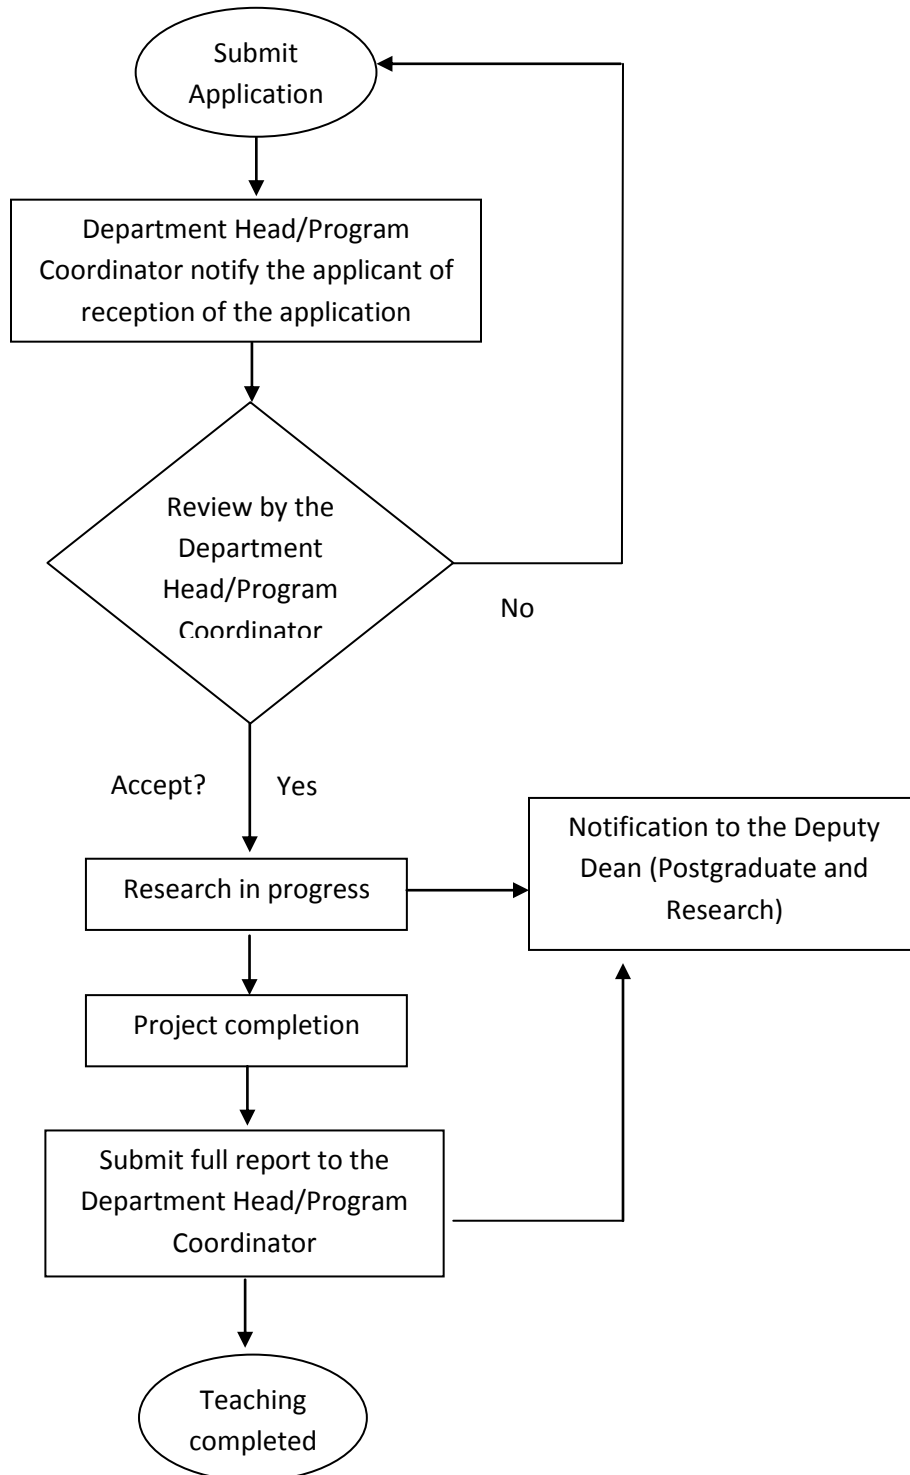 Submit
Application
Department Head/Program
Coordinator notify the applicant of
reception of the application
Review by the
Department
Head/Program
Coordinator
No
Accept?
Yes
Research in progress
Notification to the Deputy
Dean (Postgraduate and
Research)
Project completion
Submit full report to the
Department Head/Program
Coordinator
Teaching
completed